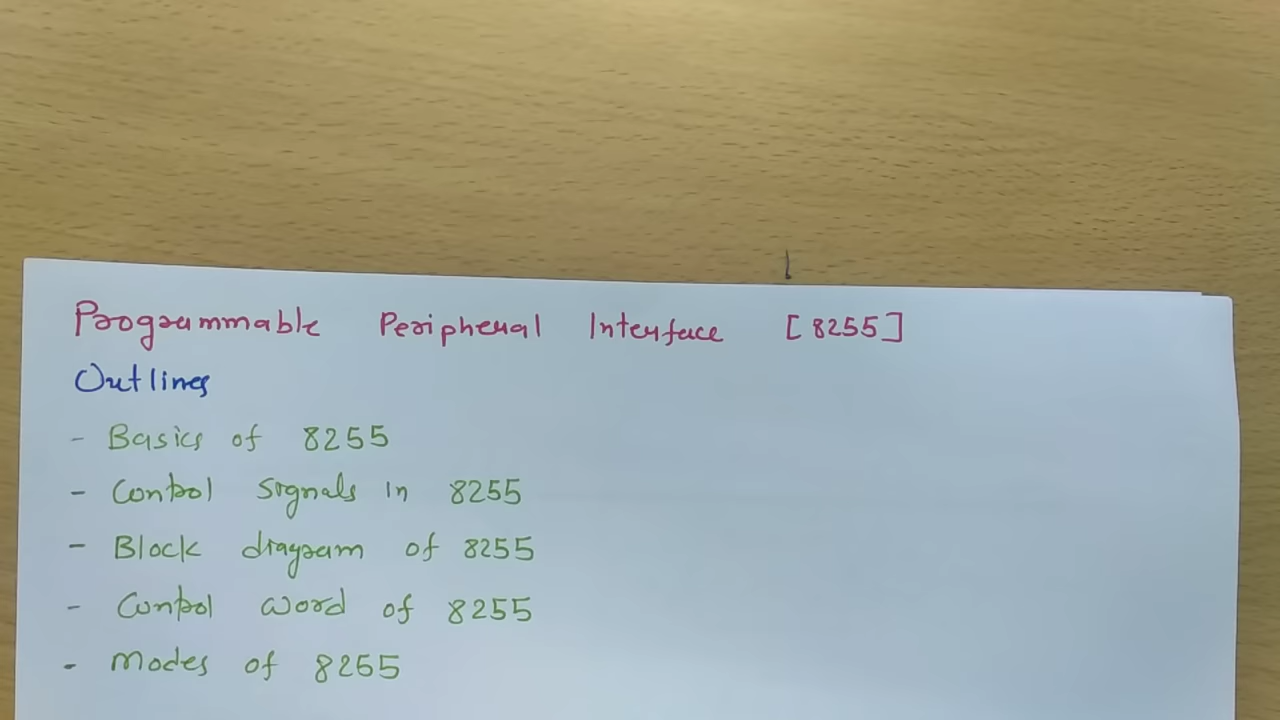 Programmable Peripheral Interface [8255]
Outlines
- Basics of 8255
- Control signals in 8255
- Block diagram of 8255
- Control word of 8255
- Modes of 8255